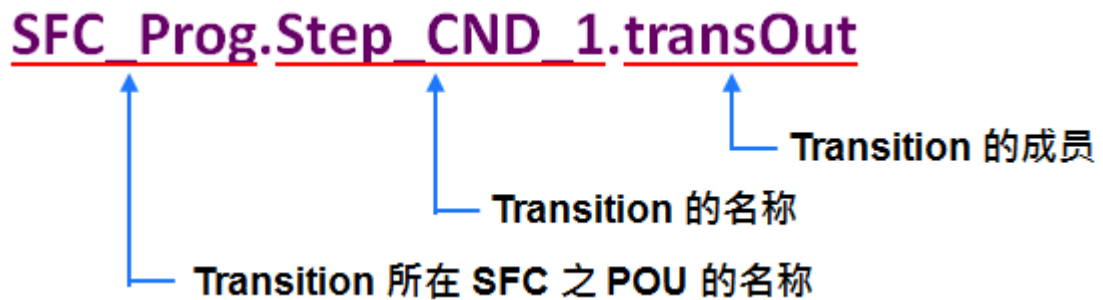 SFC_Prog.Step_CND_1.transOut
Transition 的成员
Transition 的名称
Transition 所在 SFC 之 POU 的名称